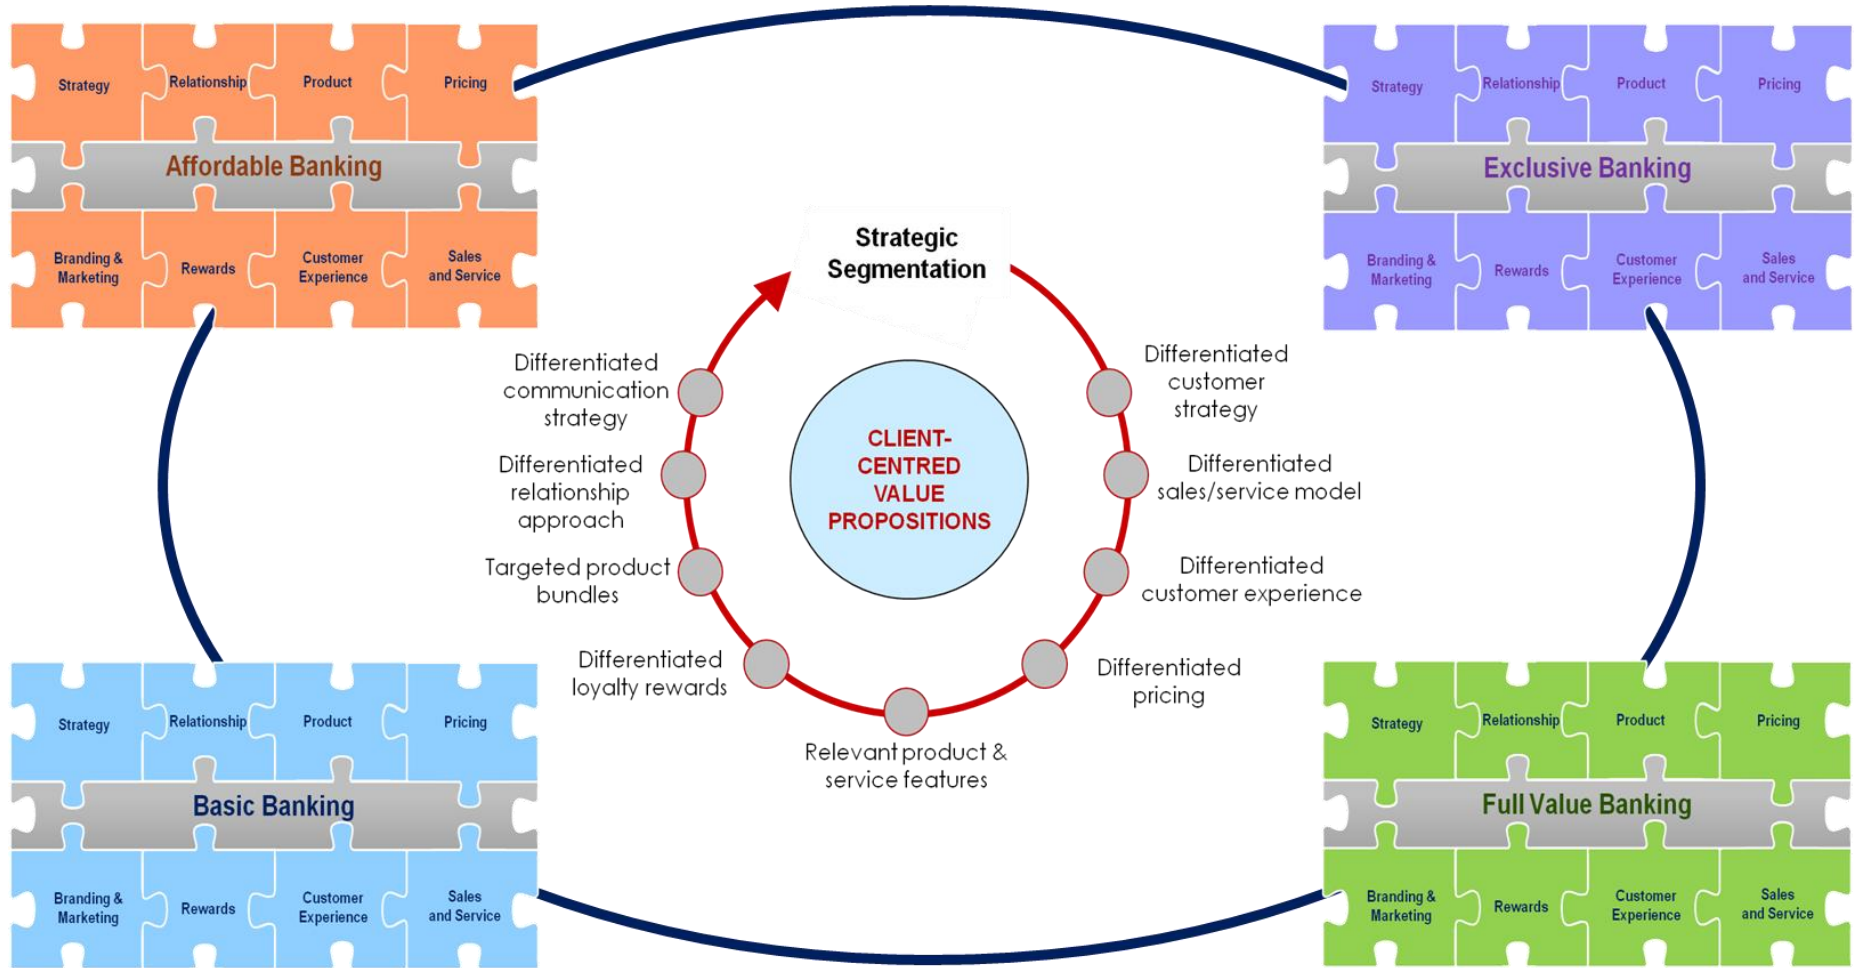 Strategy
Relationship
Product
Pricing
Affordable Banking
Branding &
Marketing
Rewards
Customer
Experience
Sales
and Service
Strategy
Relationship
Product
Pricing
Exclusive Banking
Branding &
Marketing
Rewards
Customer
Experience
Sales
and Service
Strategic
Segmentation
Differentiated
customer
strategy
Differentiated
sales/service model
Differentiated
customer experience
Differentiated
pricing
Relevant product &
service features
Differentiated
loyalty rewards
Targeted product
bundles
Differentiated
relationship
approach
Differentiated
communication
strategy
CLIENT-
CENTRED
VALUE
PROPOSITIONS
Strategy
Relationship
Product
Pricing
Basic Banking
Branding &
Marketing
Rewards
Customer
Experience
Sales
and Service
Strategy
Relationship
Product
Pricing
Full Value Banking
Branding &
Marketing
Rewards
Customer
Experience
Sales
and Service